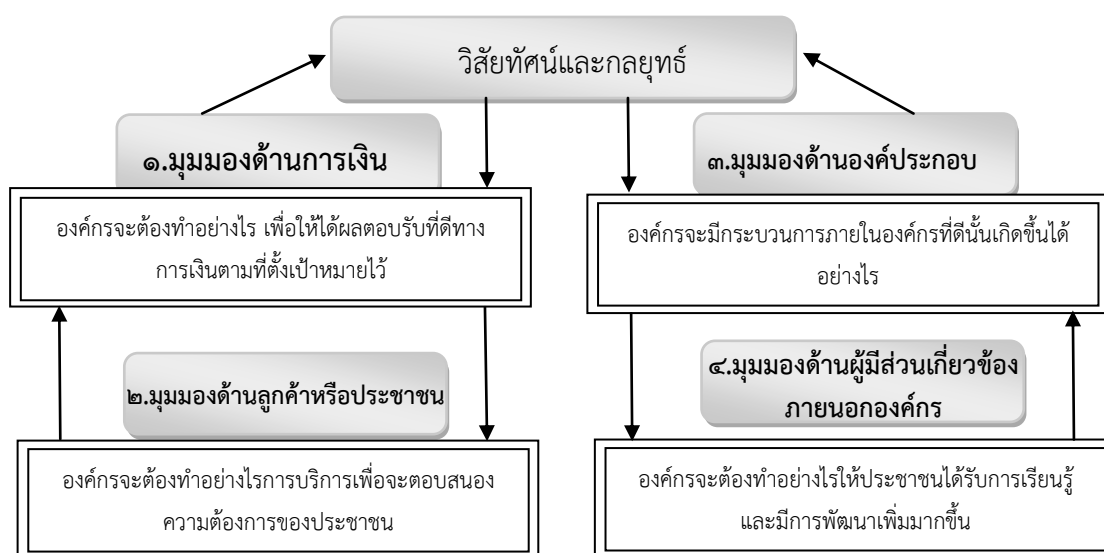 วิสัยทัศน์และกลยุทธ์
๑.มุมมองด้านการเงิน
องค์กรจะต้องทำอย่างไร เพื่อให้ได้ผลตอบรับที่ดีทาง
การเงินตามที่ตั้งเป้าหมายไว้
๒.มุมมองด้านลูกค้าหรือประชาชน
องค์กรจะต้องทำอย่างไรการบริการเพื่อจะตอบสนอง
ความต้องการของประชาชน
๓.มุมมองด้านองค์ประกอบ
องค์กรจะมีกระบวนการภายในองค์กรที่ดีนั้นเกิดขึ้นได้
อย่างไร
๔.มุมมองด้านผู้มีส่วนเกี่ยวข้อง
ภายนอกองค์กร
องค์กรจะต้องทำอย่างไรให้ประชาชนได้รับการเรียนรู้
และมีการพัฒนาเพิ่มมากขึ้น